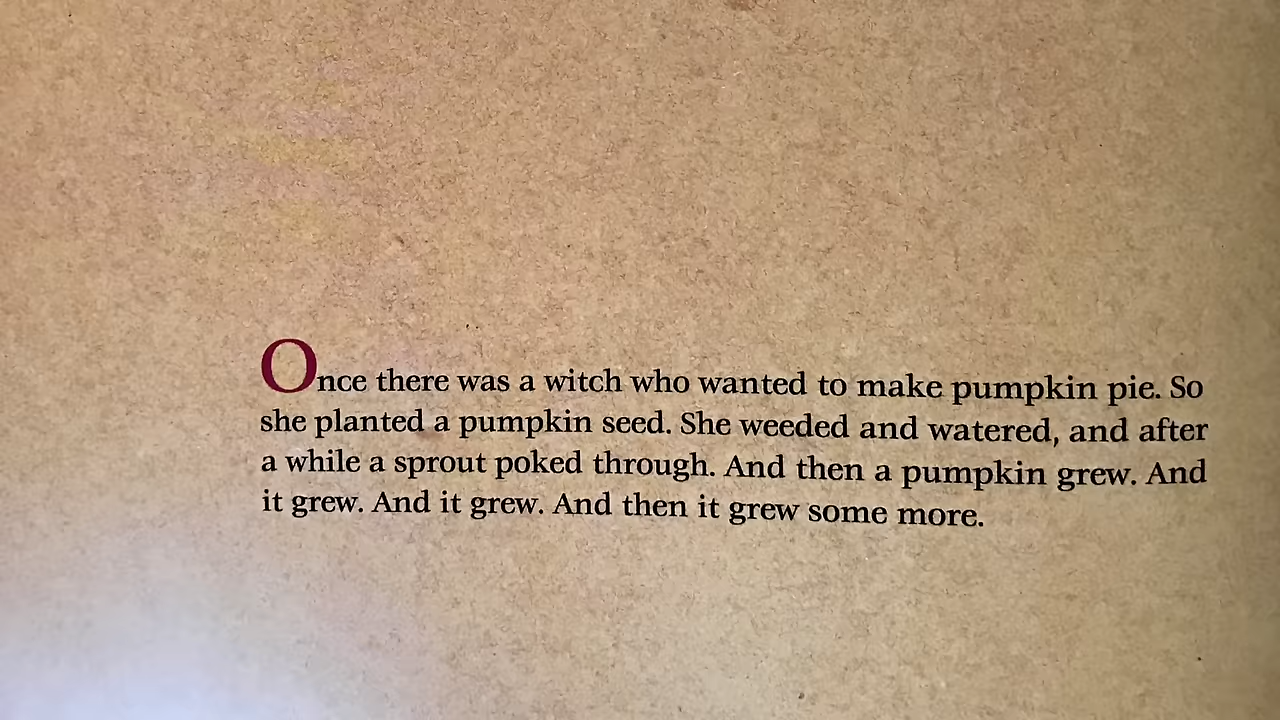 Once there was a witch who wanted to make pumpkin pie. So
she planted a pumpkin seed. She weeded and watered, and after
a while a sprout poked through. And then a pumpkin grew. And
it grew. And it grew. And then it grew some more.